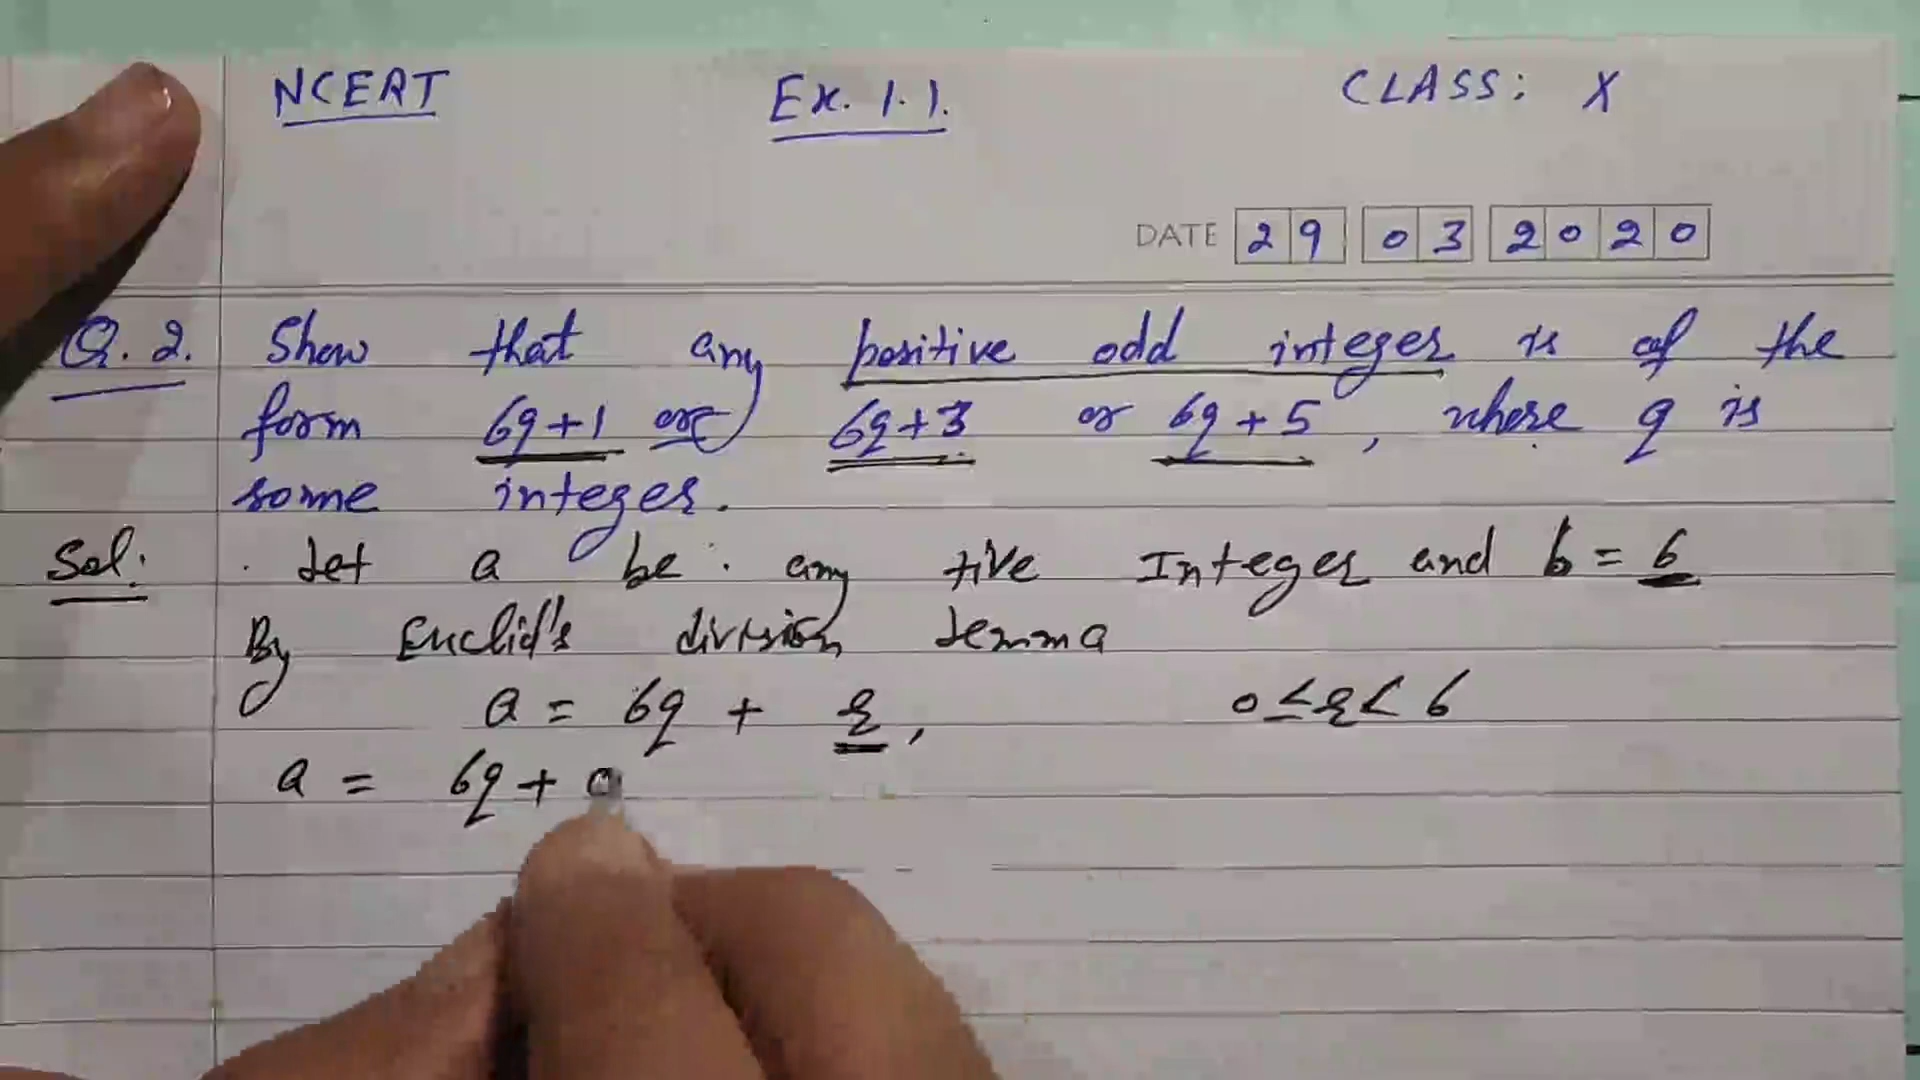 NCERT Ex. 1.1. CLASS: X
DATE 29 03 2020
Q. 2. Show that any positive odd integer is of the
form 6q+1 or 6q+3 or 6q+5, where q is
some integer.
Sol: Let a be any +ive Integer and b = 6
By Euclid's division lemma
a = 6q + r, 0 ≤ r < 6
a = 6q + 0